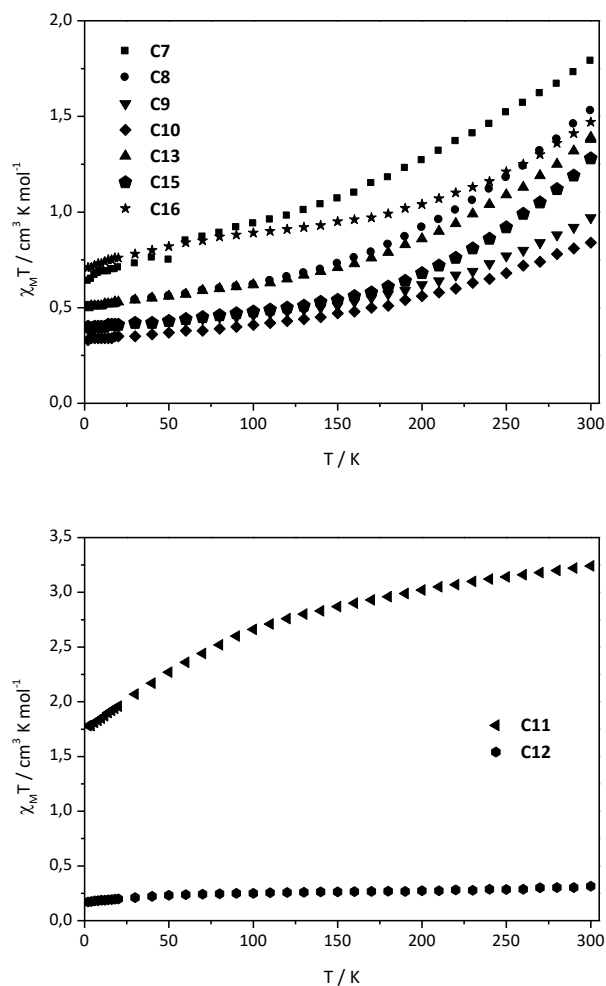 2,0
1,5
1,0
0,5
0,0
χMT / cm³ K mol⁻¹
C7
C8
C9
C10
C13
C15
C16
0 50 100 150 200 250 300
T / K
3,5
3,0
2,5
2,0
1,5
1,0
0,5
0,0
χMT / cm³ K mol⁻¹
C11
C12
0 50 100 150 200 250 300
T / K